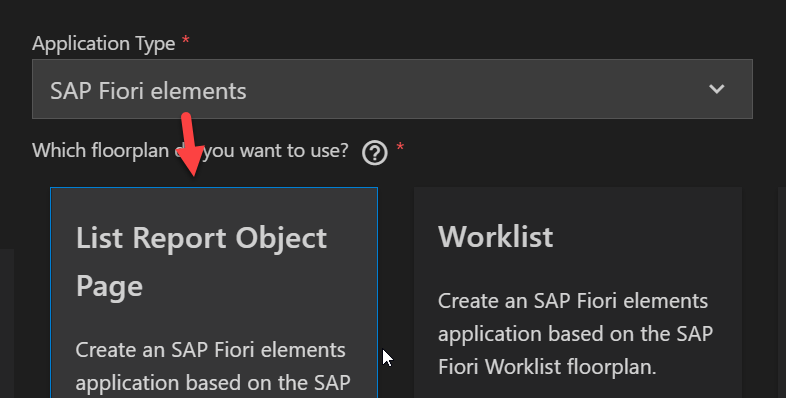 Application Type *
SAP Fiori elements
Which floorplan do you want to use? ? *
List Report Object
Page
Create an SAP Fiori elements
application based on the SAP
Worklist
Create an SAP Fiori elements
application based on the SAP
Fiori Worklist floorplan.